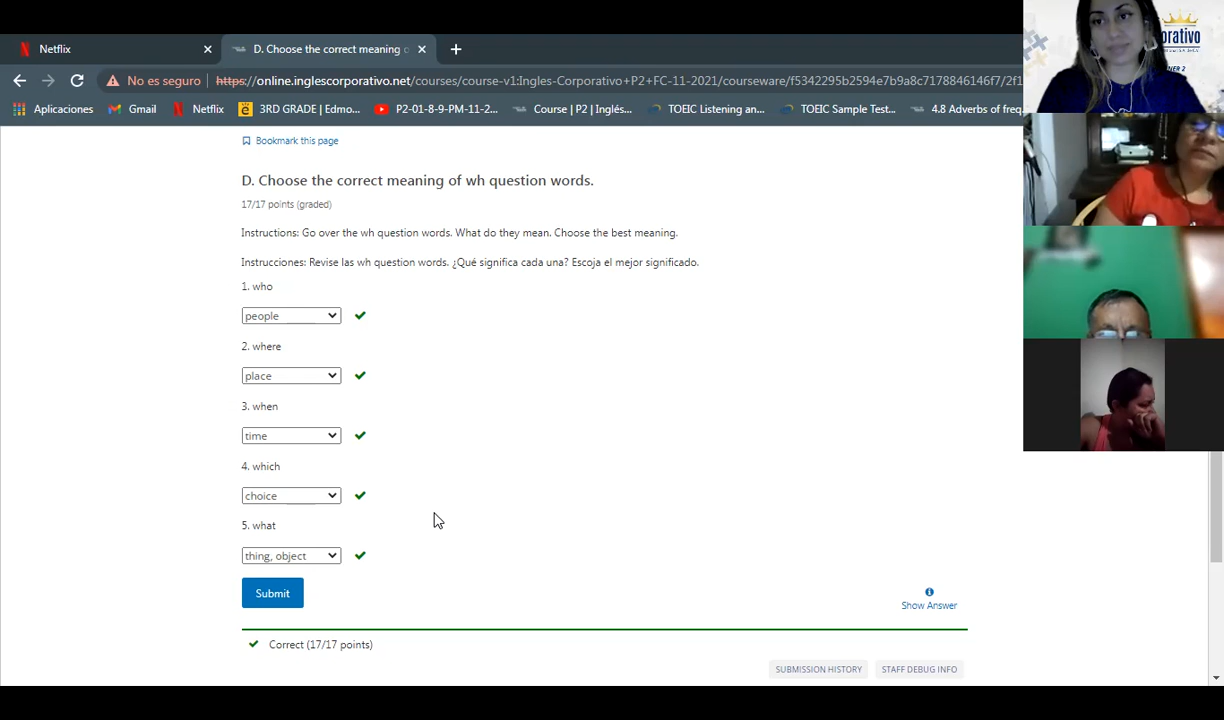 Netflix
D. Choose the correct meaning o
No es seguro
https://online.inglescorporativo.net/courses/course-v1:Ingles-Corporativo+P2+FC-11-2021/courseware/f5342295b2594e7b9a8c7178846146f7/2f1
Aplicaciones
Gmail
Netflix
3RD GRADE | Edmo...
P2-01-8-9-PM-11-2...
Course | P2 | Inglés...
TOEIC Listening an...
TOEIC Sample Test...
4.8 Adverbs of freq
orativo
NER 2
Bookmark this page
D. Choose the correct meaning of wh question words.
17/17 points (graded)
Instructions: Go over the wh question words. What do they mean. Choose the best meaning.
Instrucciones: Revise las wh question words. ¿Qué significa cada una? Escoja el mejor significado.
1. who
people
2. where
place
3. when
time
4. which
choice
5. what
thing, object
Submit
Show Answer
Correct (17/17 points)
SUBMISSION HISTORY
STAFF DEBUG INFO